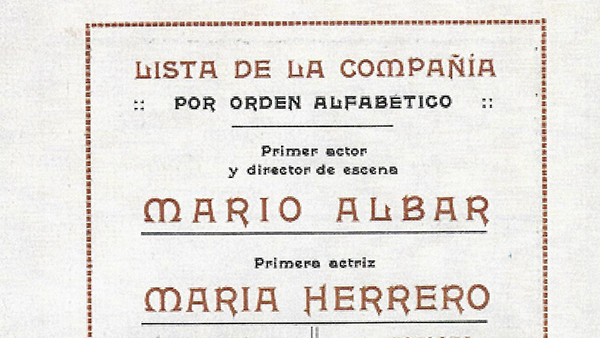 LISTA DE LA COMPAÑÍA
:: POR ORDEN ALFABÉTICO ::
Primer actor
y director de escena
MARIO ALBAR
Primera actriz
MARIA HERRERO